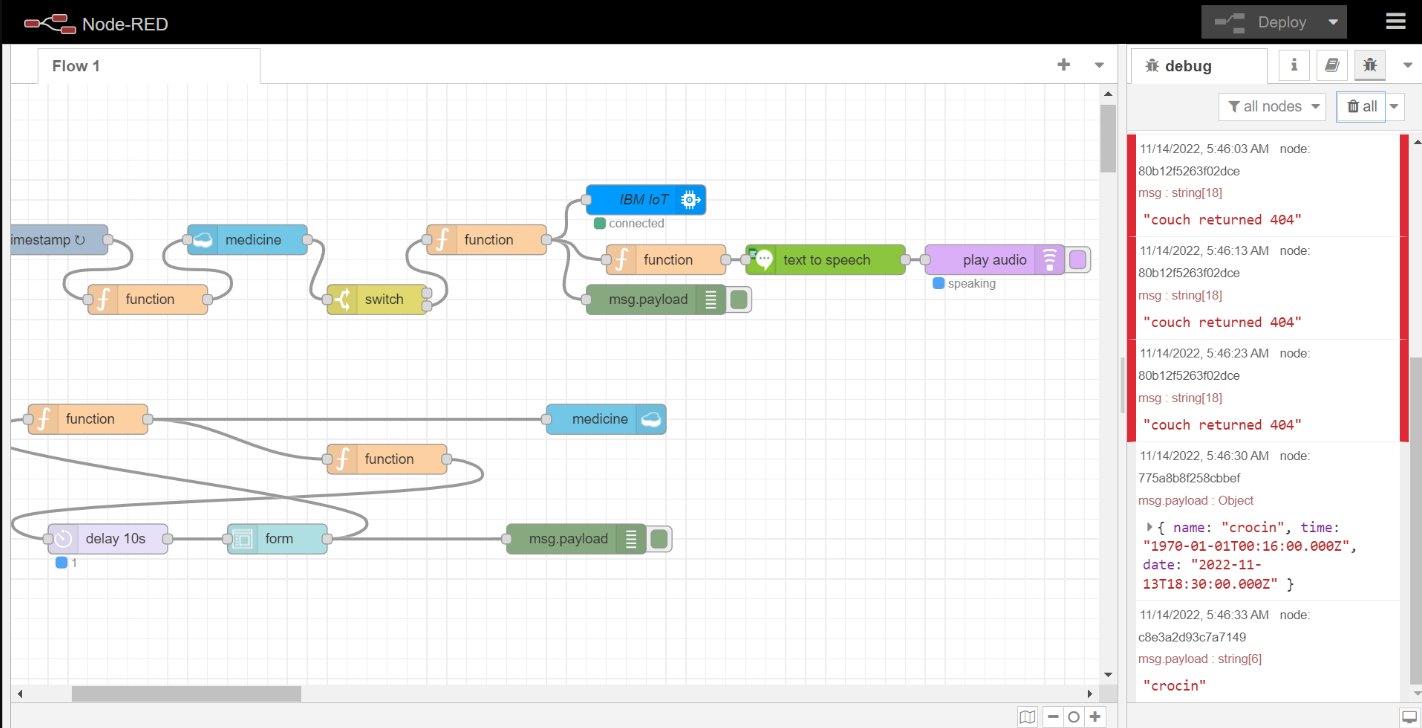 Node-RED
Deploy
Flow 1
debug
i
all nodes
all
IBM IoT
connected
imestamp ↻
medicine
function
function
text to speech
play audio
speaking
function
switch
msg.payload
function
medicine
function
delay 10s
form
msg.payload
1
11/14/2022, 5:46:03 AM node:
80b12f5263f02dce
msg : string[18]
"couch returned 404"
11/14/2022, 5:46:13 AM node:
80b12f5263f02dce
msg : string[18]
"couch returned 404"
11/14/2022, 5:46:23 AM node:
80b12f5263f02dce
msg : string[18]
"couch returned 404"
11/14/2022, 5:46:30 AM node:
775a8b8f258cbbef
msg.payload : Object
{ name: "crocin", time:
"1970-01-01T00:16:00.000Z",
date: "2022-11-
13T18:30:00.000Z" }
11/14/2022, 5:46:33 AM node:
c8e3a2d93c7a7149
msg.payload : string[6]
"crocin"